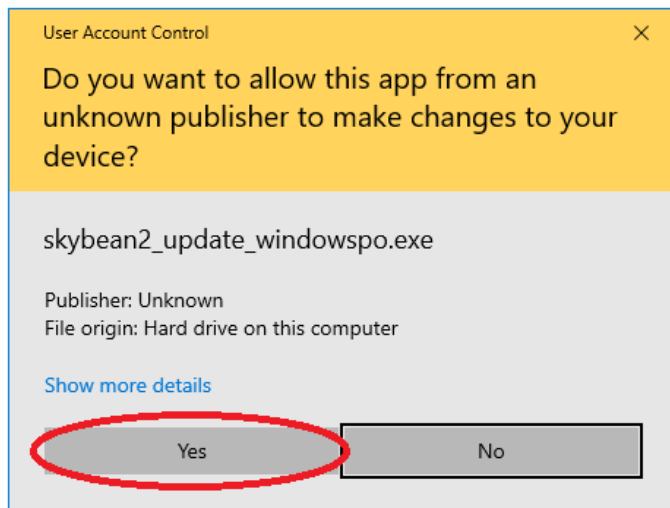 User Account Control
Do you want to allow this app from an
unknown publisher to make changes to your
device?
skybean2_update_windowspo.exe
Publisher: Unknown
File origin: Hard drive on this computer
Show more details
Yes
No